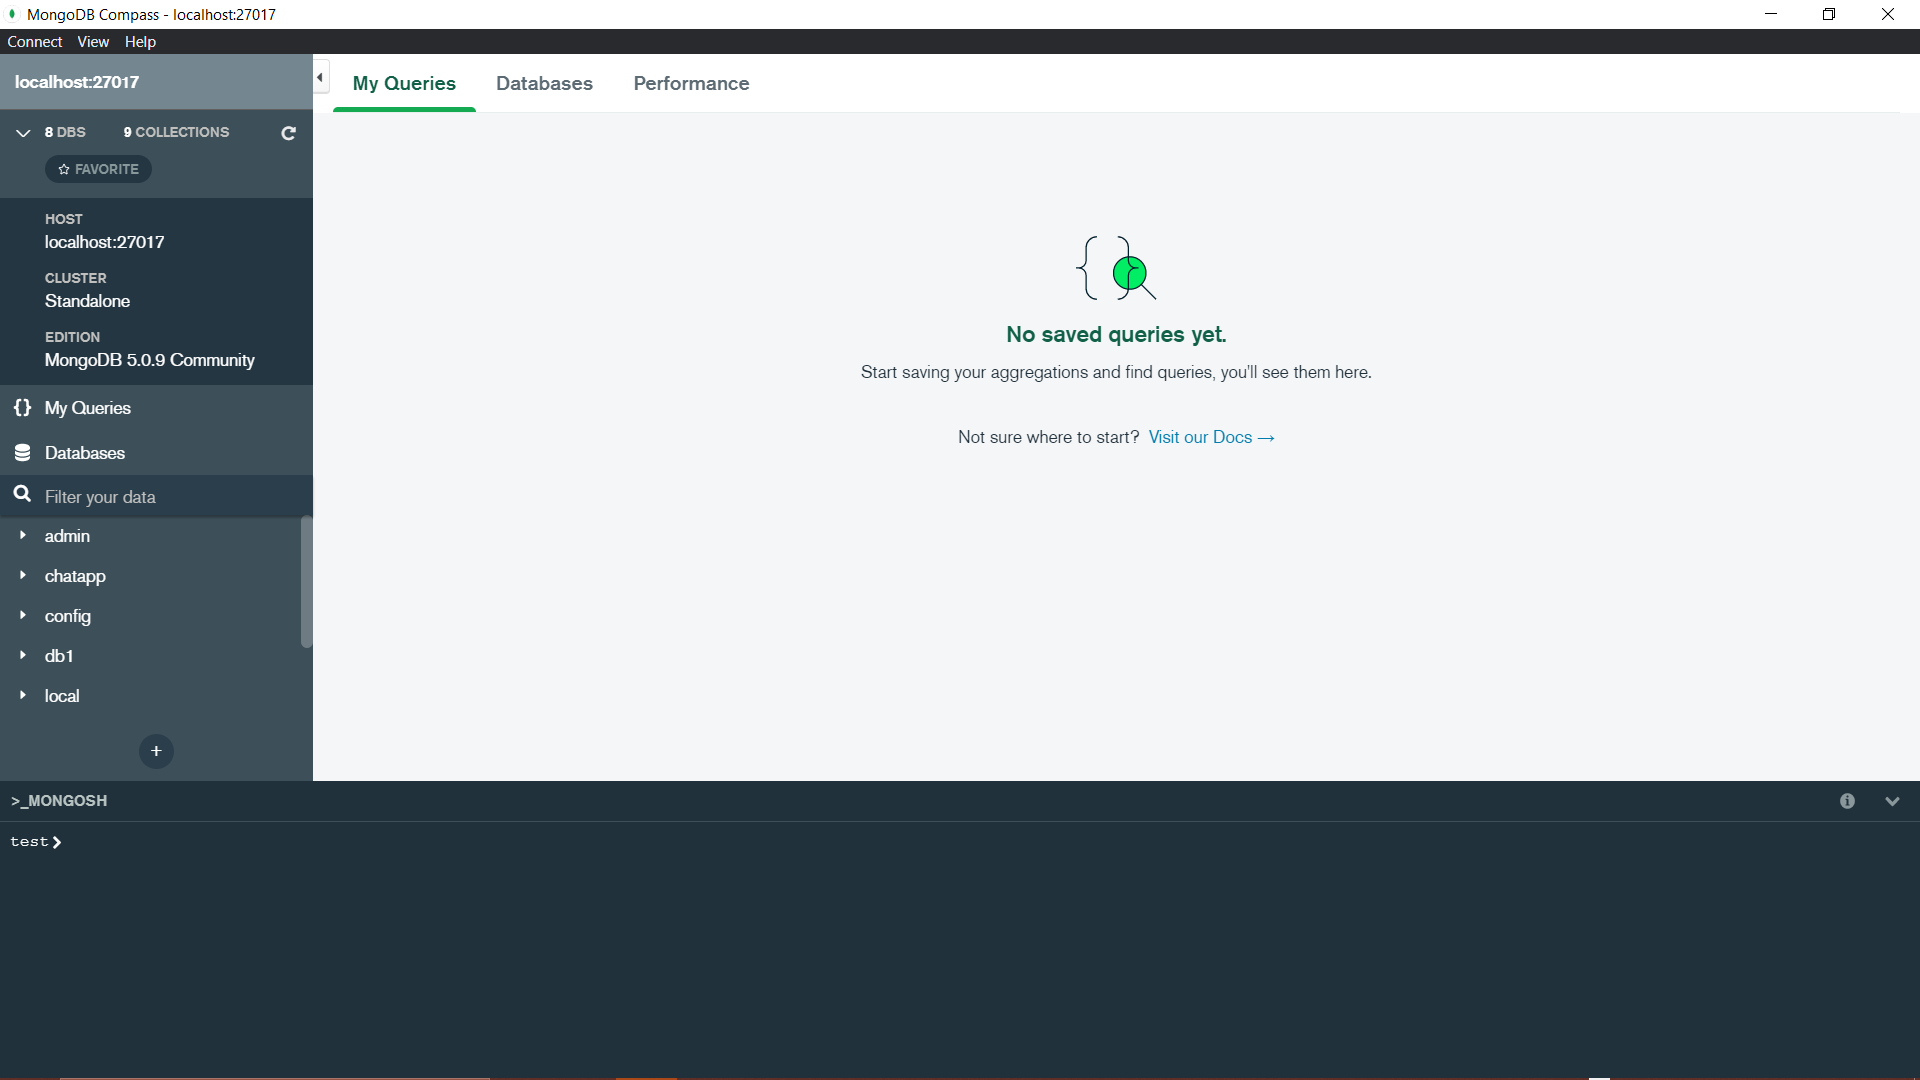 MongoDB Compass - localhost:27017
Connect View Help
localhost:27017
My Queries Databases Performance
8 DBS 9 COLLECTIONS
FAVORITE
HOST
localhost:27017
CLUSTER
Standalone
EDITION
MongoDB 5.0.9 Community
{} My Queries
Databases
Filter your data
admin
chatapp
config
db1
local
+
No saved queries yet.
Start saving your aggregations and find queries, you'll see them here.
Not sure where to start? Visit our Docs →
>_MONGOSH
test>